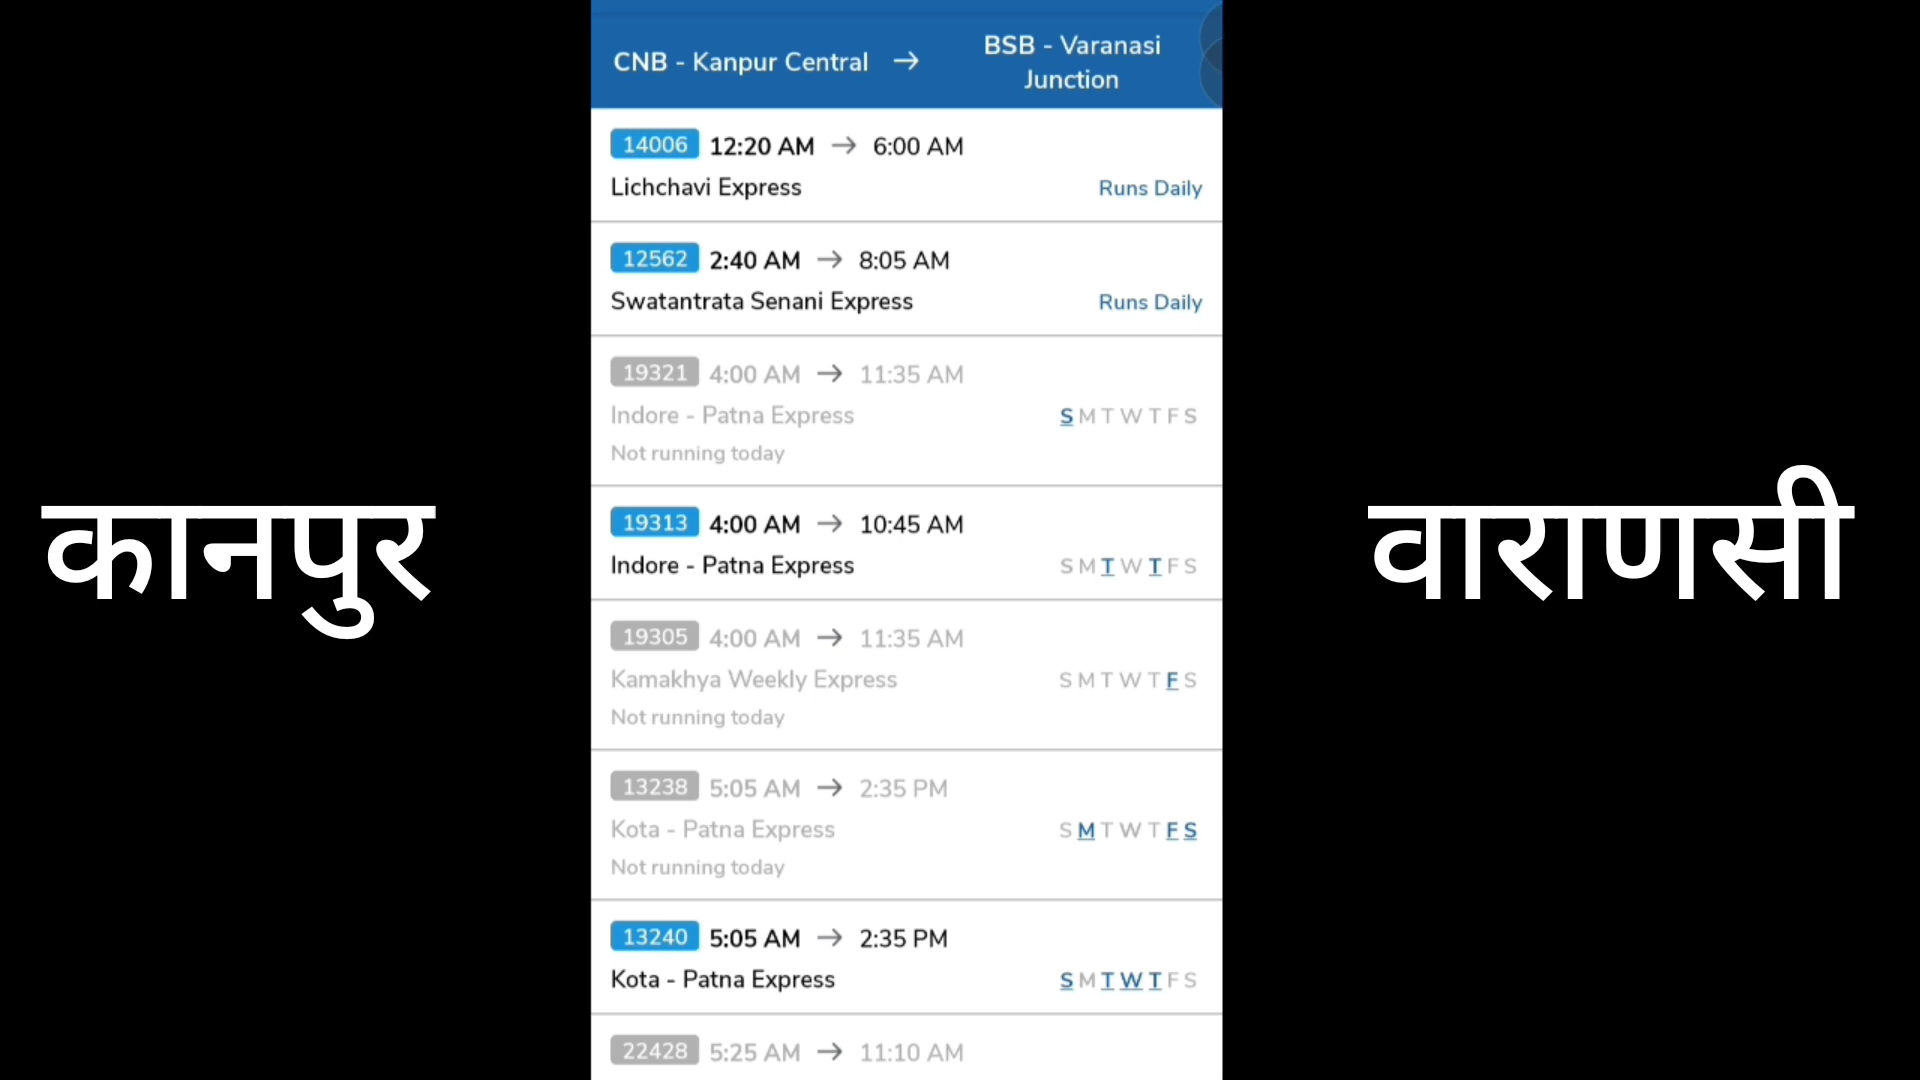 CNB - Kanpur Central → BSB - Varanasi
Junction
14006 12:20 AM → 6:00 AM
Lichchavi Express Runs Daily
12562 2:40 AM → 8:05 AM
Swatantrata Senani Express Runs Daily
19321 4:00 AM → 11:35 AM
Indore - Patna Express S M T W T F S
Not running today
19313 4:00 AM → 10:45 AM
Indore - Patna Express S M T W T F S
19305 4:00 AM → 11:35 AM
Kamakhya Weekly Express S M T W T F S
Not running today
13238 5:05 AM → 2:35 PM
Kota - Patna Express S M T W T F S
Not running today
13240 5:05 AM → 2:35 PM
Kota - Patna Express S M T W T F S
22428 5:25 AM → 11:10 AM
कानपुर
वाराणसी